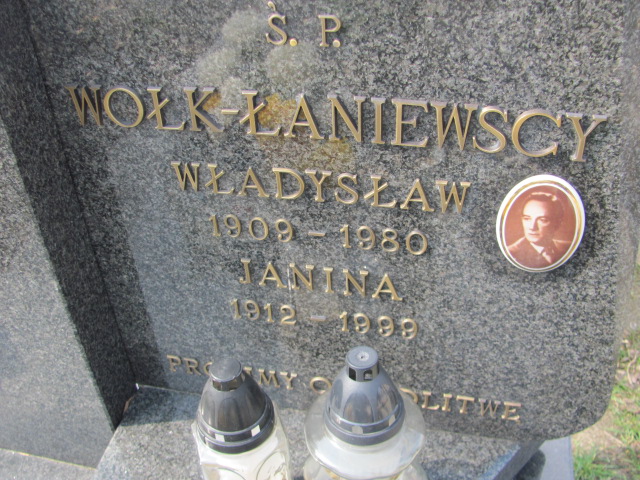 Ś. P.
WOŁK-ŁANIEWSCY
WŁADYSŁAW
1909 - 1980
JANINA
1912 - 1999